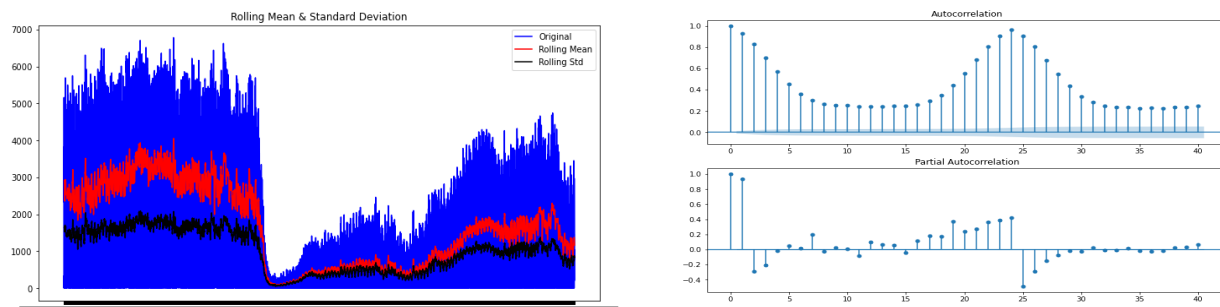 Rolling Mean & Standard Deviation
7000
6000
5000
4000
3000
2000
1000
0
Original
Rolling Mean
Rolling Std
Autocorrelation
1.0
0.8
0.6
0.4
0.2
0.0
0 5 10 15 20 25 30 35 40
Partial Autocorrelation
1.0
0.8
0.6
0.4
0.2
0.0
−0.2
−0.4
0 5 10 15 20 25 30 35 40